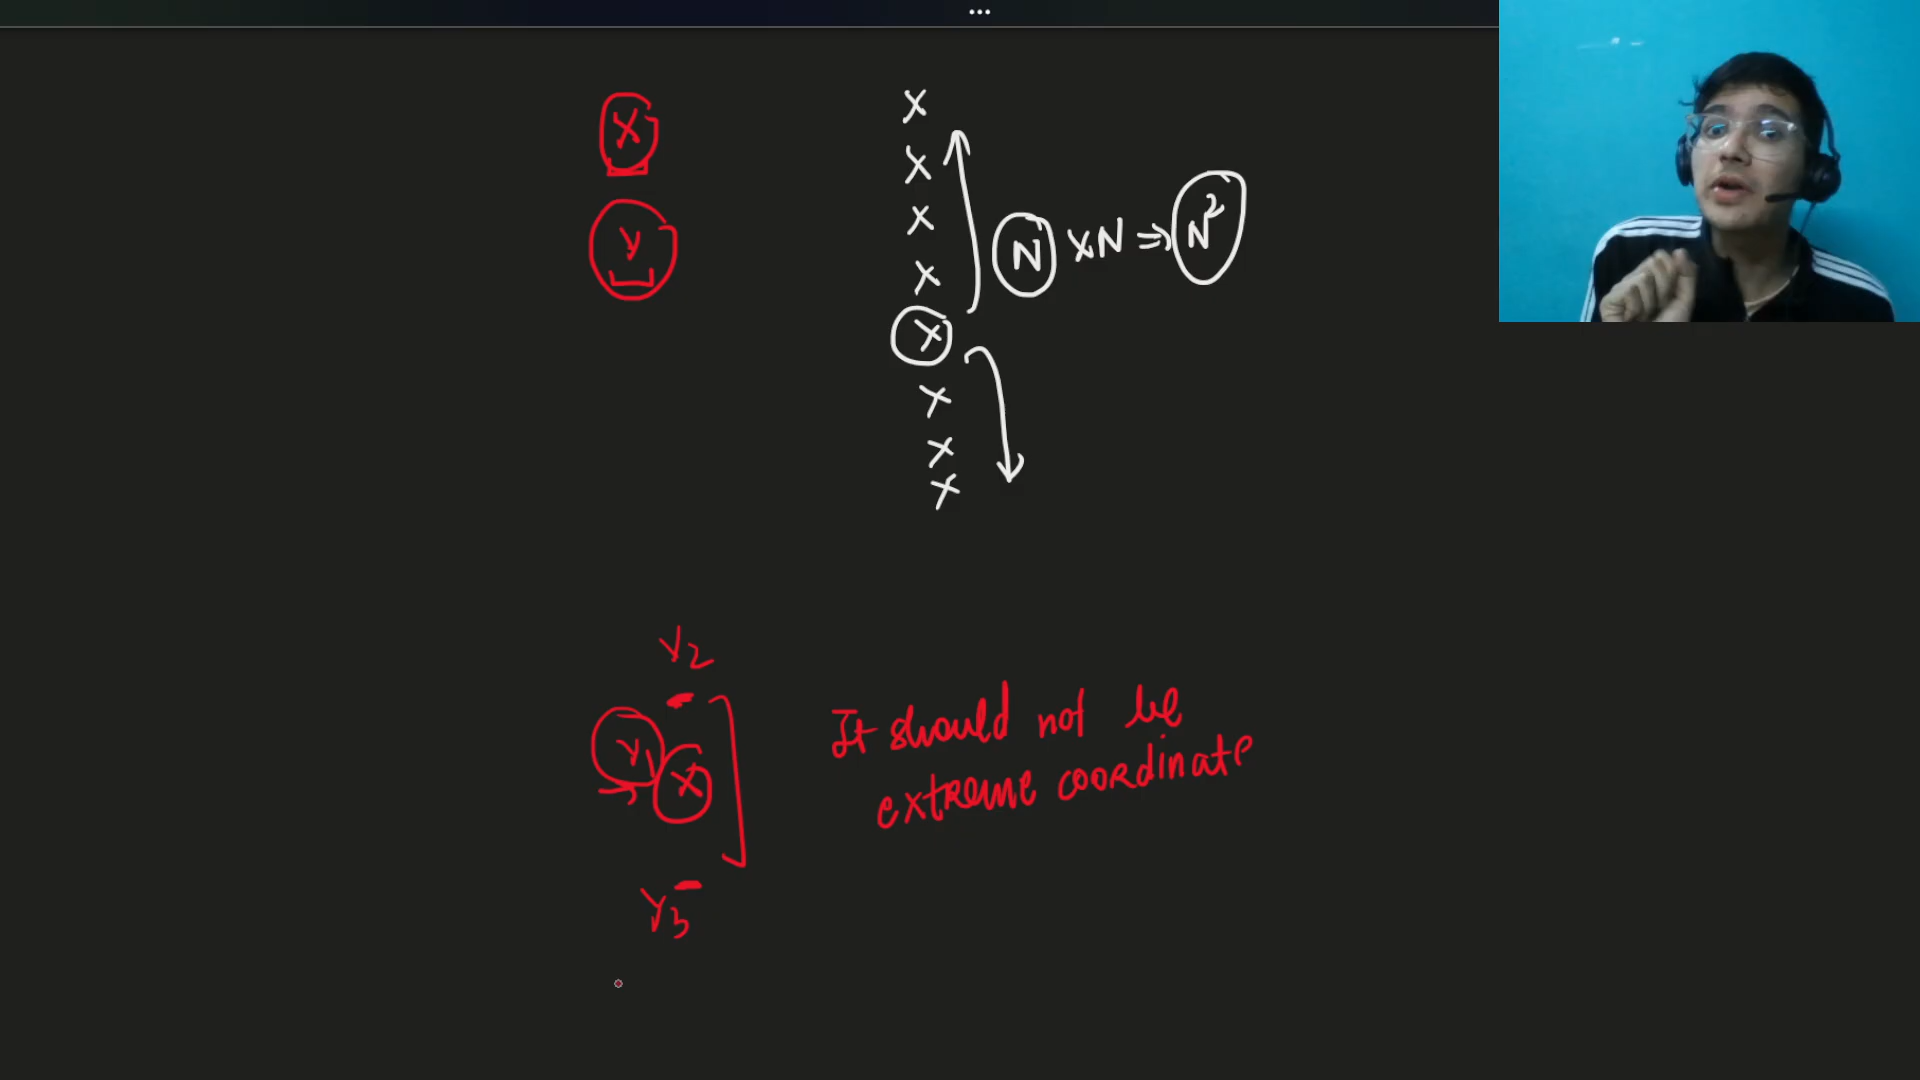 X
y
X
X
X
X
X
X
X
X
N × N ⇒ N²
y2
y1
X
y3
It should not be
extreme coordinate